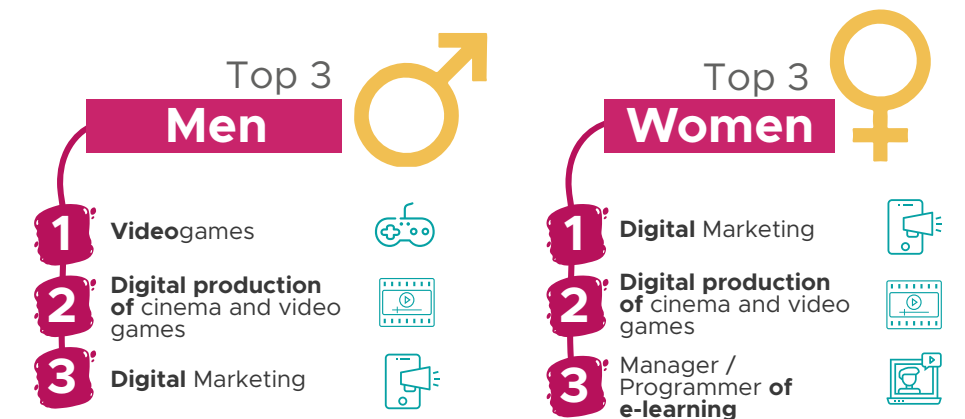 Top 3
Men
1
Videogames
2
Digital production
of cinema and video
games
3
Digital Marketing
Top 3
Women
1
Digital Marketing
2
Digital production
of cinema and video
games
3
Manager /
Programmer of
e-learning